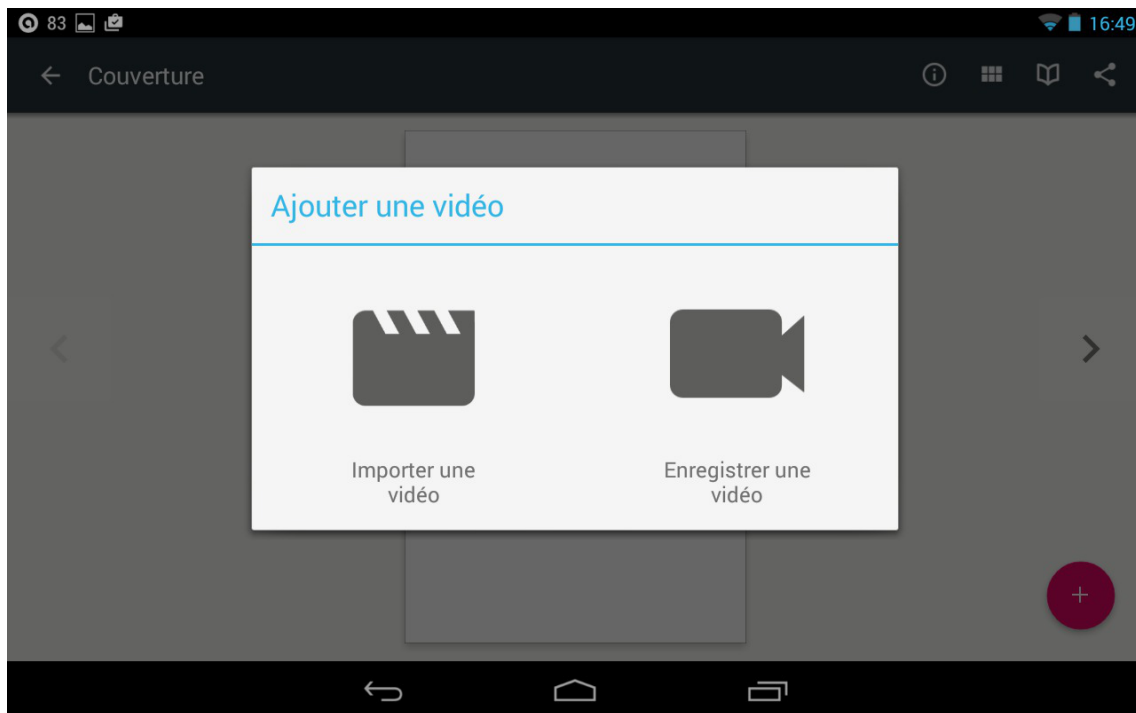 83
16:49
Couverture
Ajouter une vidéo
Importer une
vidéo
Enregistrer une
vidéo